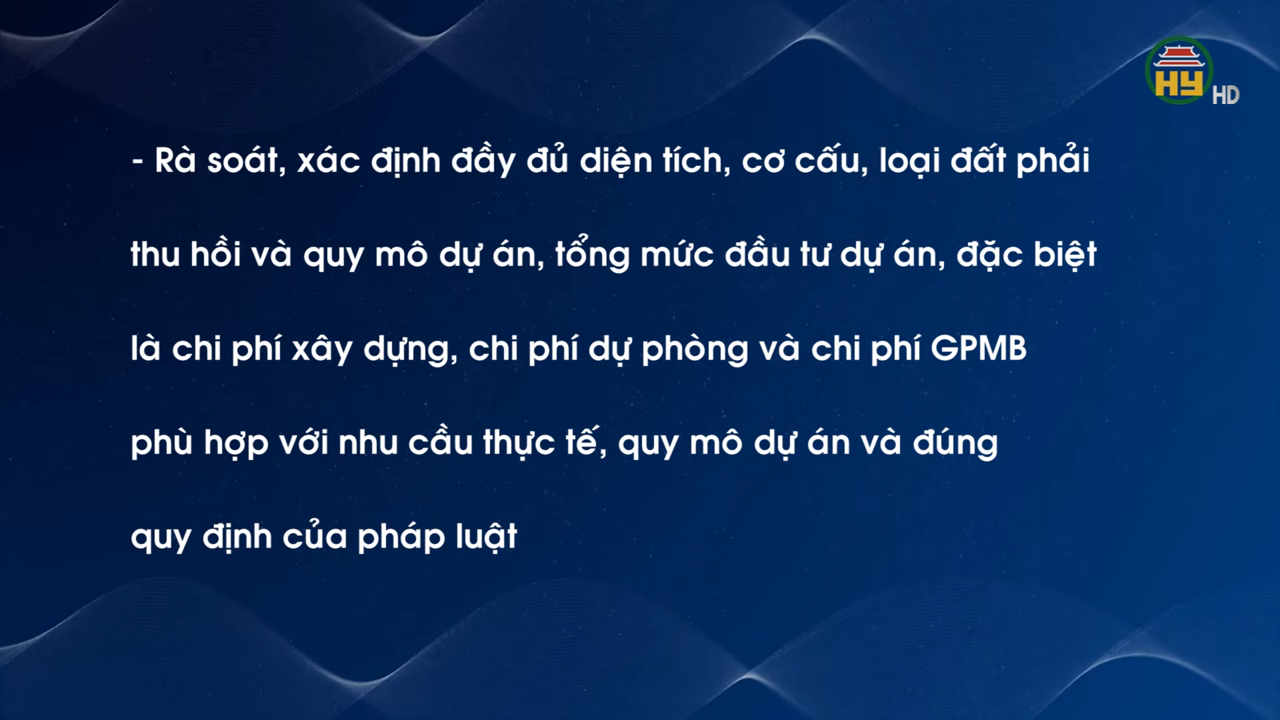 HY HD
- Rà soát, xác định đầy đủ diện tích, cơ cấu, loại đất phải
thu hồi và quy mô dự án, tổng mức đầu tư dự án, đặc biệt
là chi phí xây dựng, chi phí dự phòng và chi phí GPMB
phù hợp với nhu cầu thực tế, quy mô dự án và đúng
quy định của pháp luật